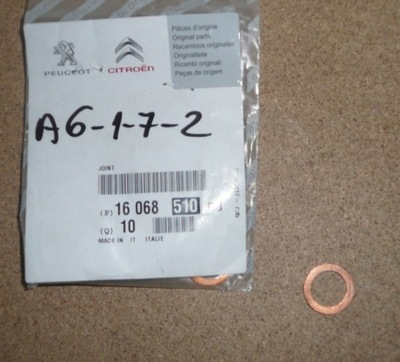 Pièces d'origine
Original parts
Recambios originales
Originalteile
Ricambi originali
Peças de origem
PEUGEOT CITROËN
A6-1-7-2
JOINT
(P) 16 068 510
(Q) 10
MADE IN IT ITALIE